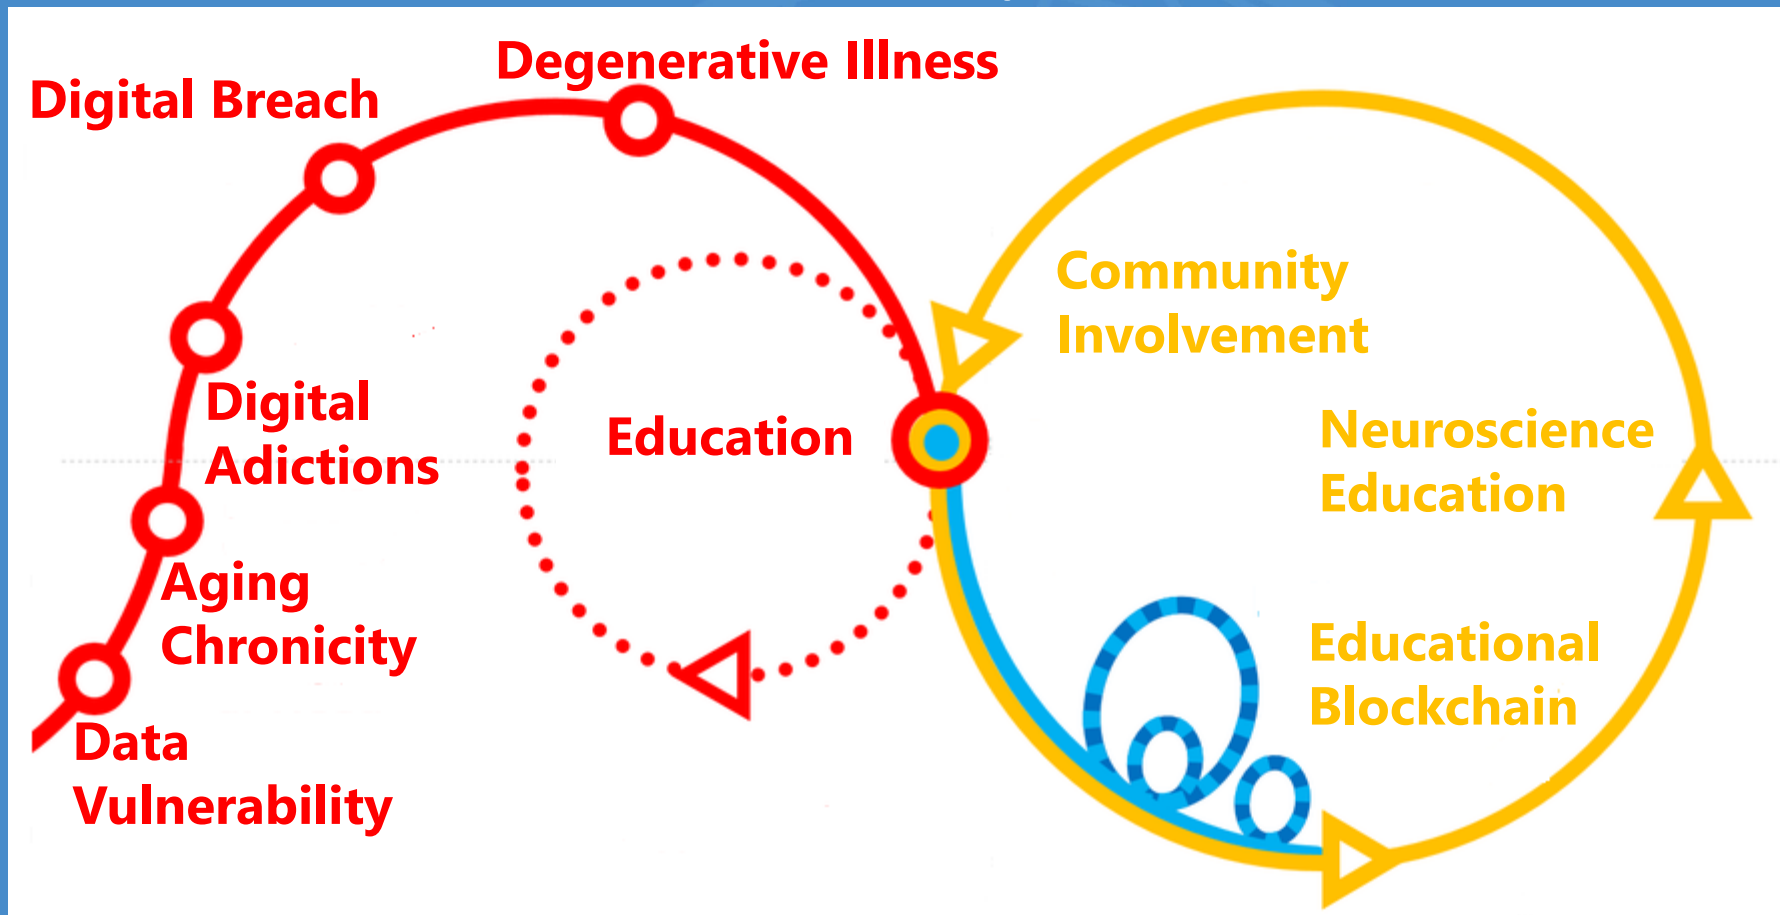 Degenerative Illness
Digital Breach
Digital
Adictions
Aging
Chronicity
Data
Vulnerability
Education
Community
Involvement
Neuroscience
Education
Educational
Blockchain